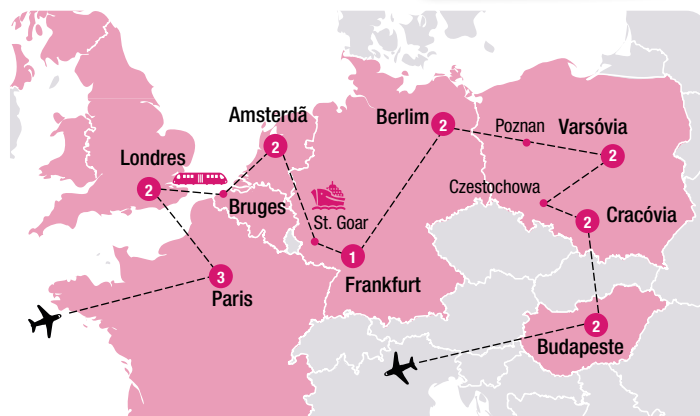 Amsterdã
2
Berlim
2
Poznan
Varsóvia
2
Londres
2
Bruges
St. Goar
Czestochowa
2
Cracóvia
1
Frankfurt
3
Paris
2
Budapeste